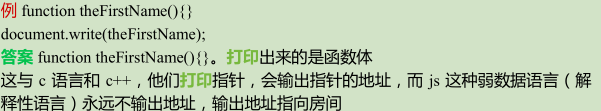 例 function theFirstName(){}
document.write(theFirstName);
答案 function theFirstName(){}。打印出来的是函数体
这与 c 语言和 c++，他们打印指针，会输出指针的地址，而 js 这种弱数据语言（解
释性语言）永远不输出地址，输出地址指向房间